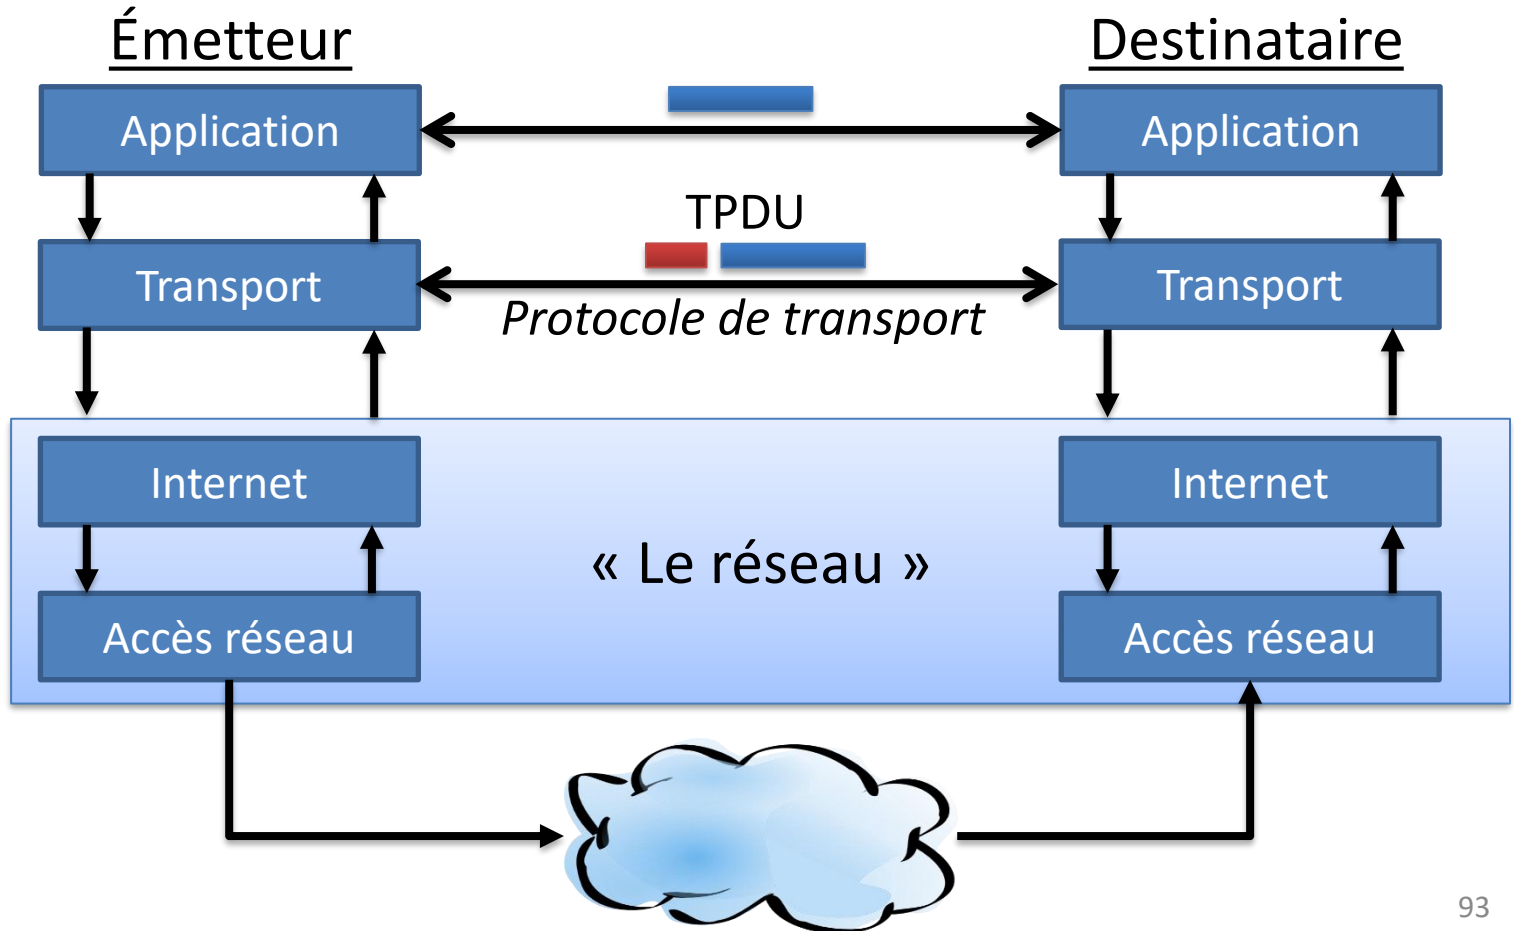 Émetteur
Destinataire
Application
Application
TPDU
Transport
Transport
Protocole de transport
Internet
Internet
« Le réseau »
Accès réseau
Accès réseau
93